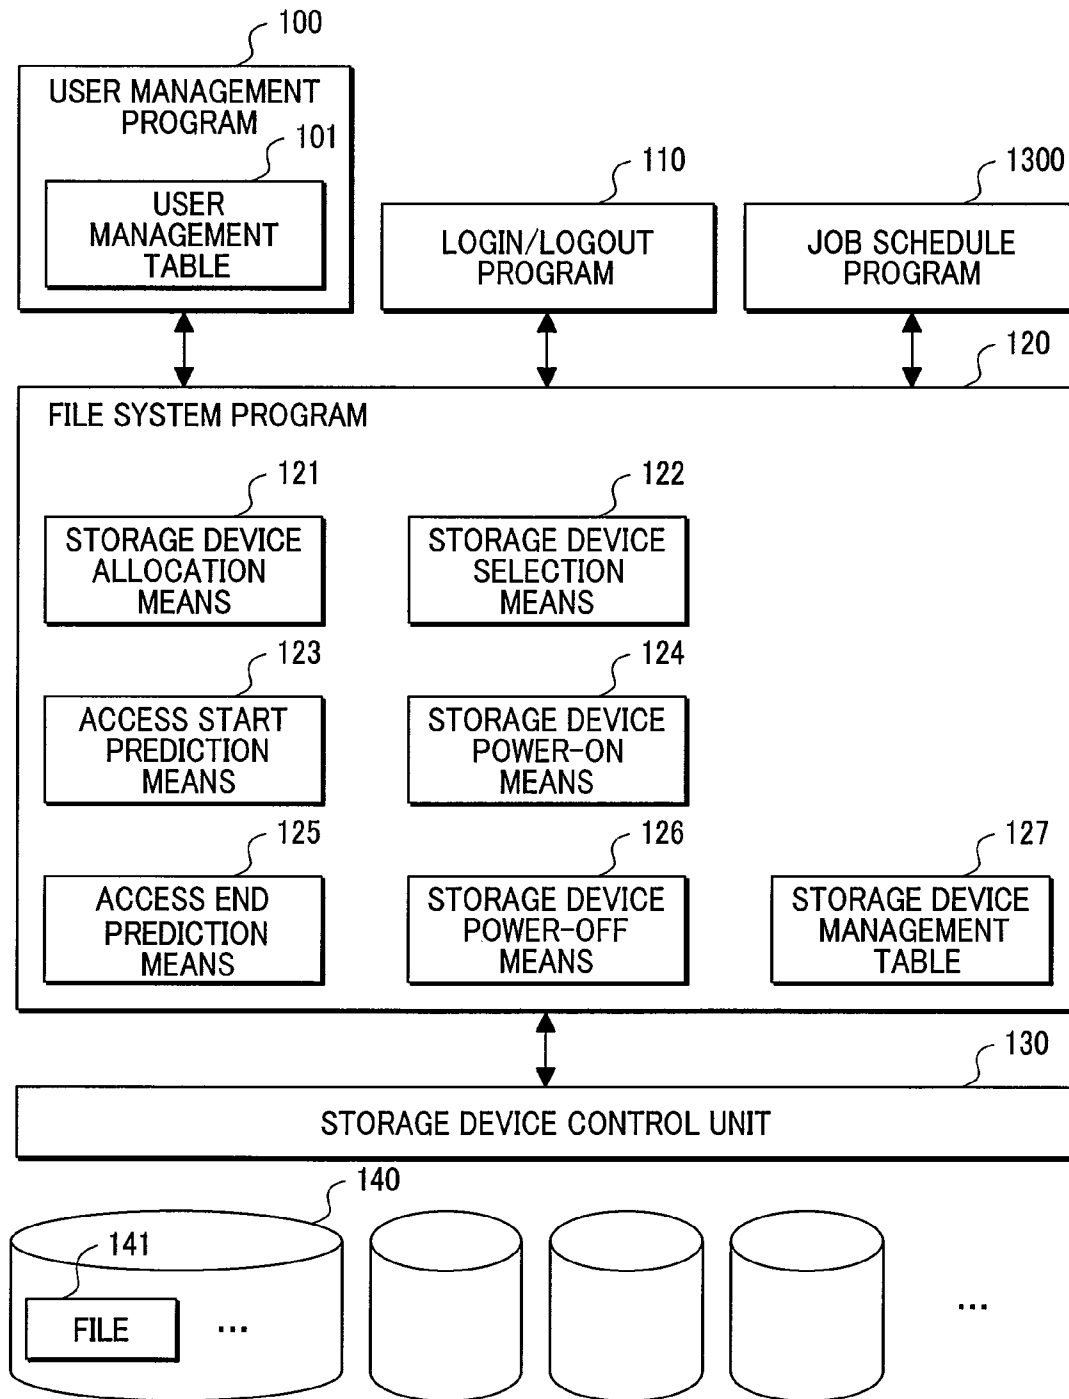 100
USER MANAGEMENT
PROGRAM
101
USER
MANAGEMENT
TABLE
110
LOGIN/LOGOUT
PROGRAM
1300
JOB SCHEDULE
PROGRAM
120
FILE SYSTEM PROGRAM
121
STORAGE DEVICE
ALLOCATION
MEANS
122
STORAGE DEVICE
SELECTION
MEANS
123
ACCESS START
PREDICTION
MEANS
124
STORAGE DEVICE
POWER-ON
MEANS
125
ACCESS END
PREDICTION
MEANS
126
STORAGE DEVICE
POWER-OFF
MEANS
127
STORAGE DEVICE
MANAGEMENT
TABLE
130
STORAGE DEVICE CONTROL UNIT
140
141
FILE
...
...